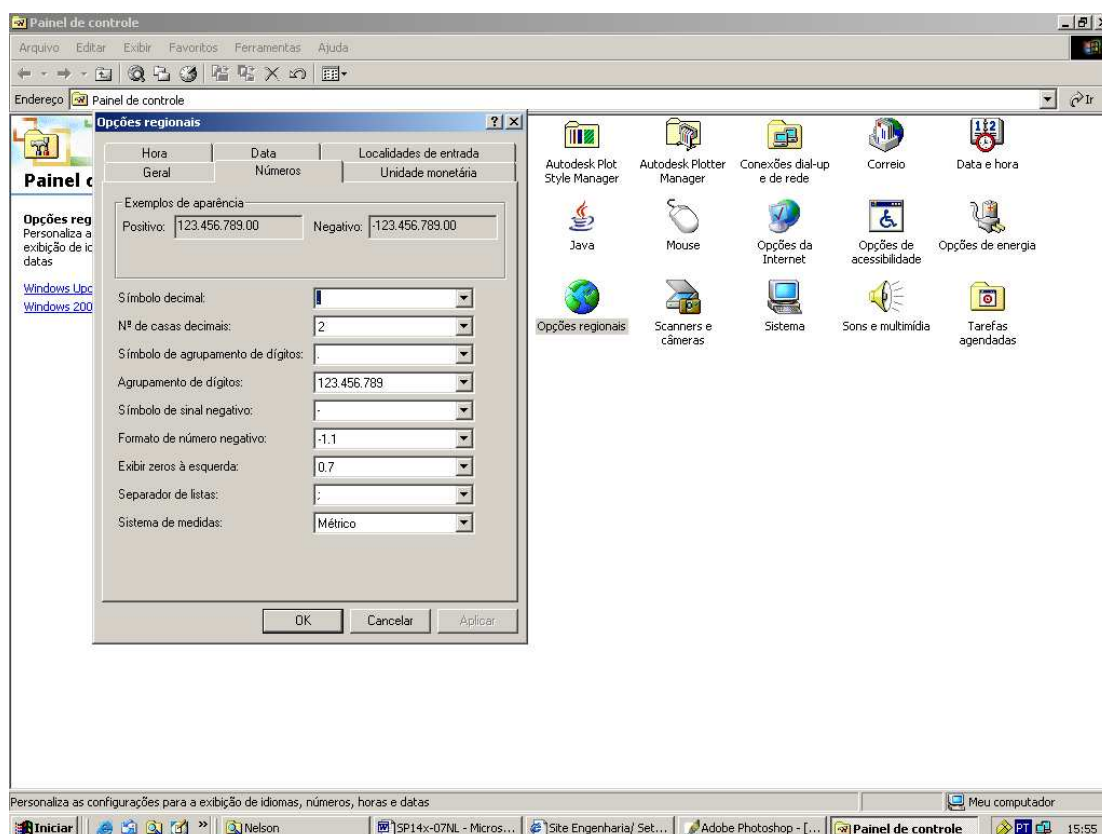 Painel de controle
Arquivo Editar Exibir Favoritos Ferramentas Ajuda
Endereço Painel de controle Ir
Painel
Opções reg
Personaliza a
exibição de id
datas
Windows Upd
Windows 200
Opções regionais
Hora Data Localidades de entrada
Geral Números Unidade monetária
Exemplos de aparência
Positivo: 123.456.789.00 Negativo: -123.456.789.00
Símbolo decimal:
Nº de casas decimais: 2
Símbolo de agrupamento de dígitos: .
Agrupamento de dígitos: 123.456.789
Símbolo de sinal negativo: -
Formato de número negativo: -1.1
Exibir zeros à esquerda: 0.7
Separador de listas: ;
Sistema de medidas: Métrico
OK Cancelar Aplicar
Autodesk Plot
Style Manager
Autodesk Plotter
Manager
Conexões dial-up
e de rede
Correio
Data e hora
Java
Mouse
Opções da
Internet
Opções de
acessibilidade
Opções de energia
Opções regionais
Scanners e
câmeras
Sistema
Sons e multimídia
Tarefas
agendadas
Personaliza as configurações para a exibição de idiomas, números, horas e datas
Meu computador
Iniciar » Nelson SP14x-07NL - Micros... Site Engenharia/ Set... Adobe Photoshop - [... Painel de controle PT 15:55